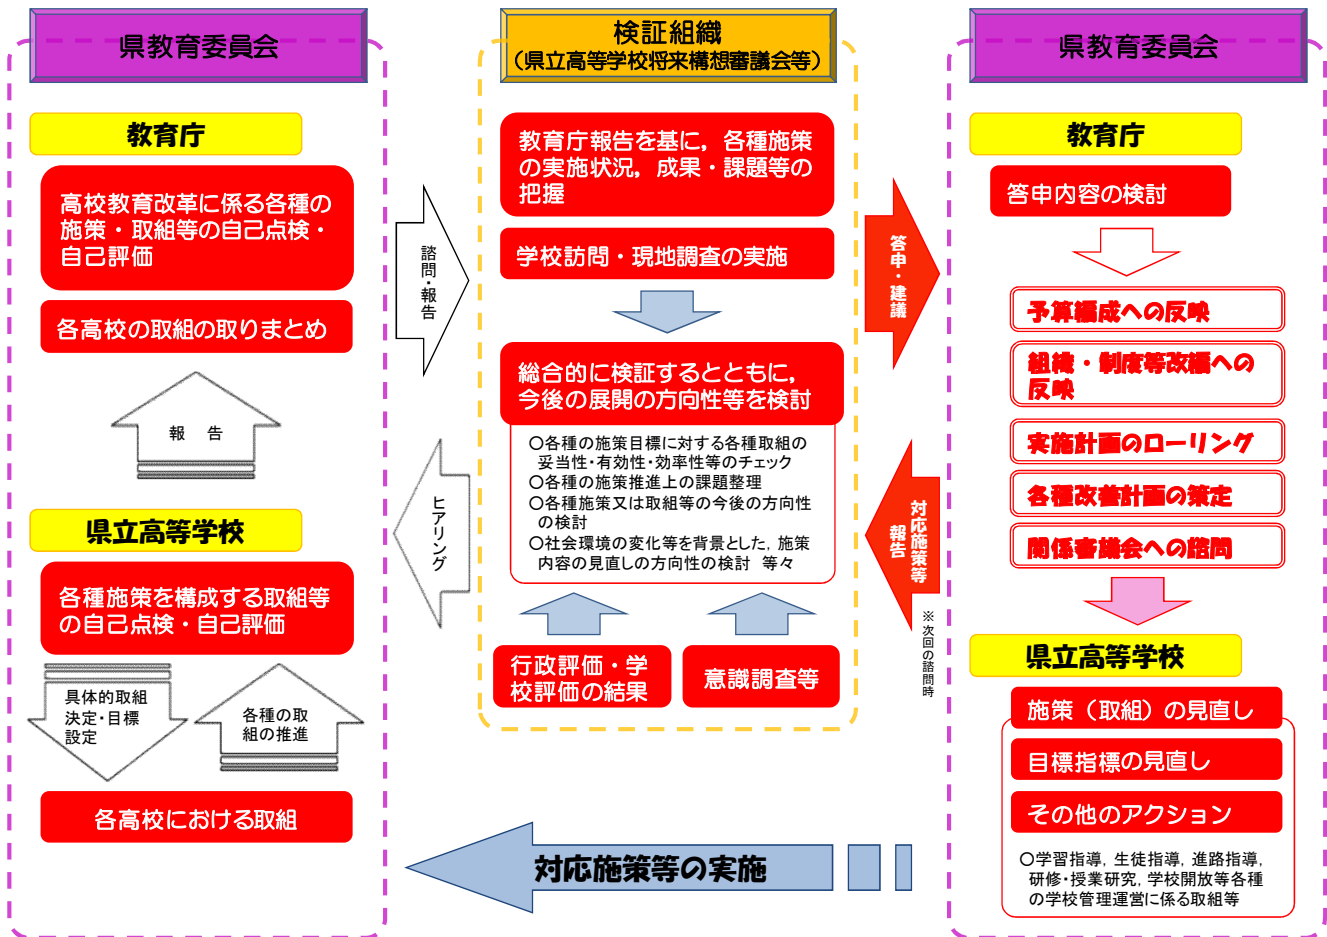 県教育委員会
教育庁
高校教育改革に係る各種の
施策・取組等の自己点検・
自己評価
各高校の取組の取りまとめ
報　告
県立高等学校
各種施策を構成する取組等
の自己点検・自己評価
具体的取組
決定・目標
設定
各種の取
組の推進
各高校における取組
諮問・報告
ヒアリング
検証組織
（県立高等学校将来構想審議会等）
教育庁報告を基に，各種施策
の実施状況，成果・課題等の
把握
学校訪問・現地調査の実施
総合的に検証するとともに，
今後の展開の方向性等を検討
○各種の施策目標に対する各種取組の
妥当性・有効性・効率性等のチェック
○各種の施策推進上の課題整理
○各種施策又は取組等の今後の方向性
の検討
○社会環境の変化等を背景とした，施策
内容の見直しの方向性の検討　等々
行政評価・学
校評価の結果
意識調査等
答申・建議
対応施策等
報告
※次回の諮問時
県教育委員会
教育庁
答申内容の検討
予算編成への反映
組織・制度等改編への
反映
実施計画のローリング
各種改善計画の策定
関係審議会への諮問
県立高等学校
施策（取組）の見直し
目標指標の見直し
その他のアクション
○学習指導，生徒指導，進路指導，
研修・授業研究，学校開放等各種
の学校管理運営に係る取組等
対応施策等の実施